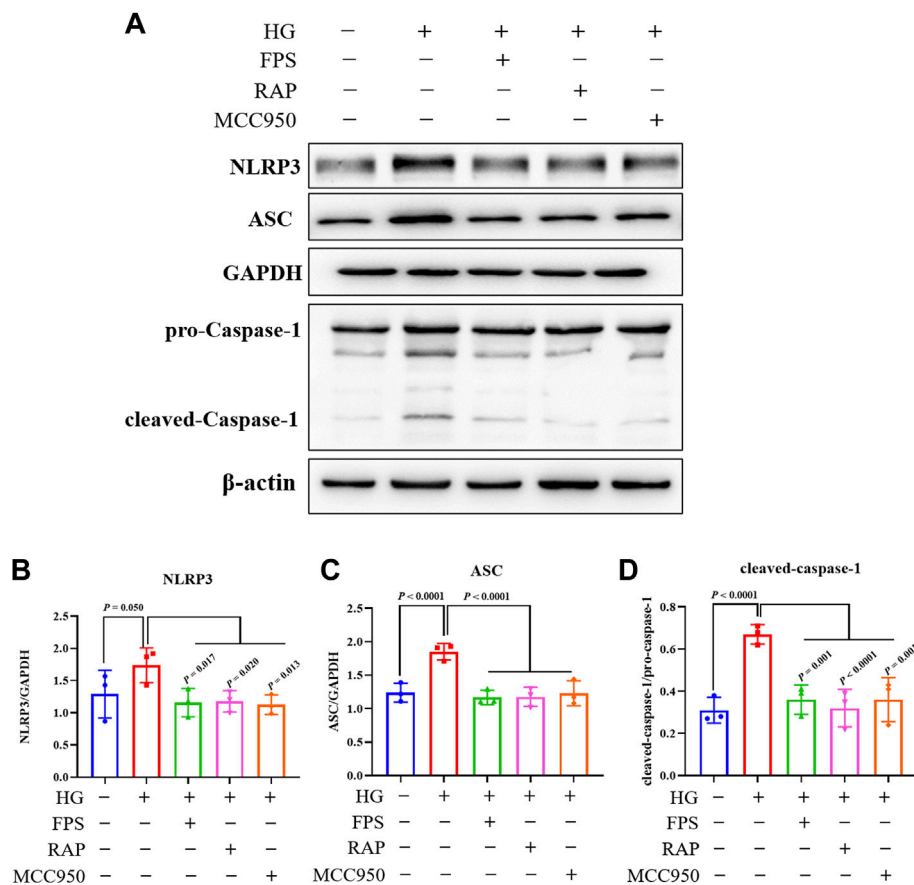 A
HG – + + + +
FPS – – + – –
RAP – – – + –
MCC950 – – – – +
NLRP3
ASC
GAPDH
pro-Caspase-1
cleaved-Caspase-1
β-actin
B
NLRP3
P = 0.050
P = 0.017
P = 0.020
P = 0.013
NLRP3/GAPDH
2.5
2.0
1.5
1.0
0.5
0.0
HG – + + + +
FPS – – + – –
RAP – – – + –
MCC950 – – – – +
C
ASC
P < 0.0001
P < 0.0001
ASC/GAPDH
2.5
2.0
1.5
1.0
0.5
0.0
– + + + +
– – + – –
– – – + –
– – – – +
HG
FPS
RAP
MCC950
D
cleaved-caspase-1
P < 0.0001
P = 0.001
P < 0.0001
P = 0.00
cleaved-caspase-1/pro-caspase-1
0.8
0.6
0.4
0.2
0.0
– + + + +
– – + – –
– – – + –
– – – – +
HG
FPS
RAP
MCC950